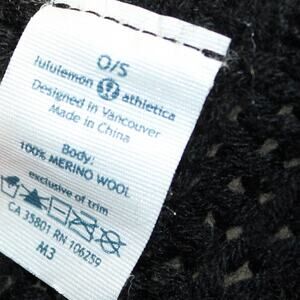 O/S
lululemon athletica
Designed in Vancouver
Made in China
Body:
100% MERINO WOOL
exclusive of trim
CA 35801 RN 106259
M3